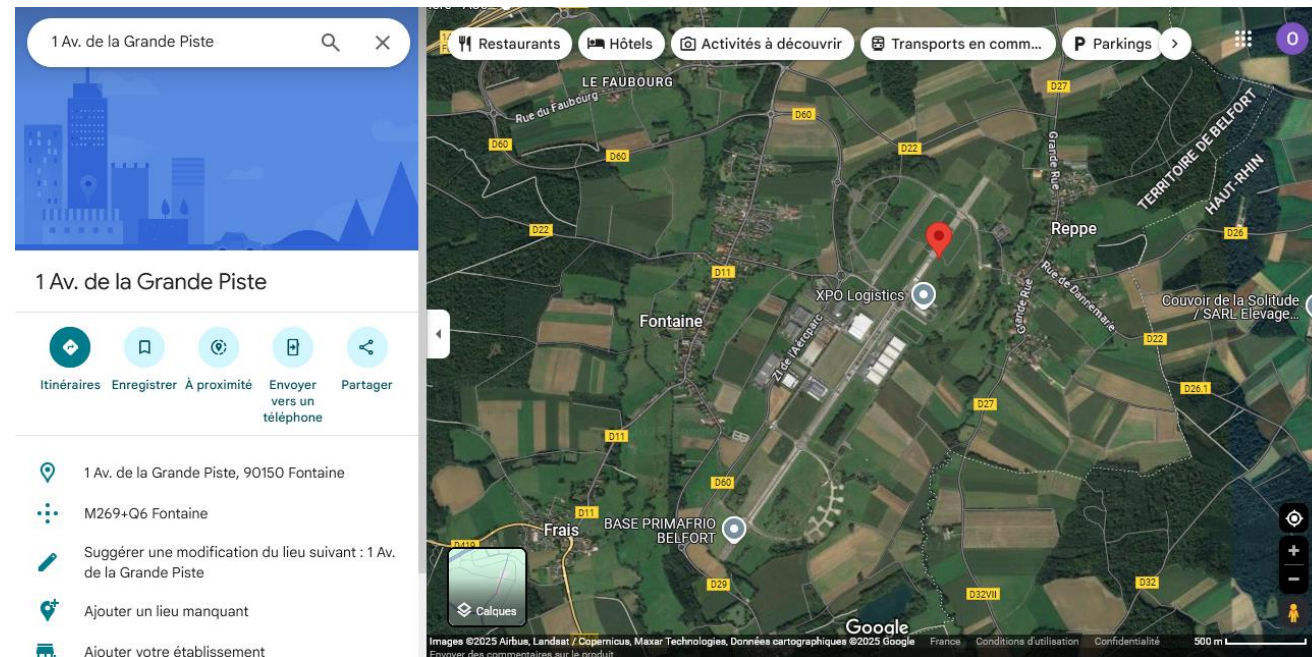 1 Av. de la Grande Piste
Restaurants
Hôtels
Activités à découvrir
Transports en comm...
P Parkings
O
1 Av. de la Grande Piste
Itinéraires
Enregistrer
À proximité
Envoyer
vers un
téléphone
Partager
1 Av. de la Grande Piste, 90150 Fontaine
M269+Q6 Fontaine
Suggérer une modification du lieu suivant : 1 Av.
de la Grande Piste
Ajouter un lieu manquant
Ajouter votre établissement
LE FAUBOURG
Rue du Faubourg
D60
D60
D60
D22
D27
Grande Rue
TERRITOIRE DE BELFORT
HAUT-RHIN
D22
Reppe
D26
D11
XPO Logistics
Rue de Danremarie
Grande Rue
Couvoir de la Solitude
/ SARL Elevage...
Fontaine
ZI de l'Aéroparc
D22
D26.1
D27
D11
D60
D11
BASE PRIMAFRIO
BELFORT
Frais
D419
D29
D32VII
D32
Calques
Google
Images ©2025 Airbus, Landsat / Copernicus, Maxar Technologies, Données cartographiques ©2025 Google
France
Conditions d'utilisation
Confidentialité
500 m
Envoyer des commentaires sur le produit